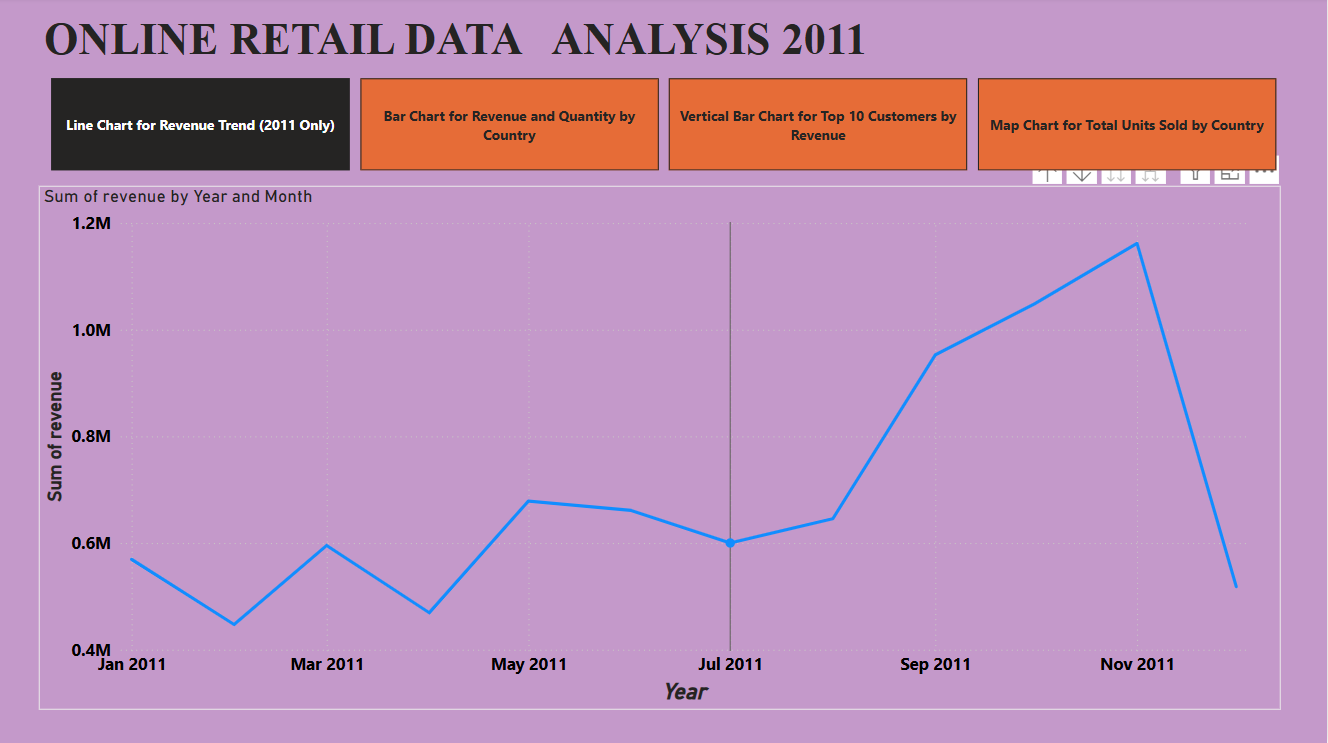 ONLINE RETAIL DATA ANALYSIS 2011
Line Chart for Revenue Trend (2011 Only)
Bar Chart for Revenue and Quantity by
Country
Vertical Bar Chart for Top 10 Customers by
Revenue
Map Chart for Total Units Sold by Country
Sum of revenue by Year and Month
1.2M
1.0M
0.8M
0.6M
0.4M
Sum of revenue
Jan 2011
Mar 2011
May 2011
Jul 2011
Sep 2011
Nov 2011
Year